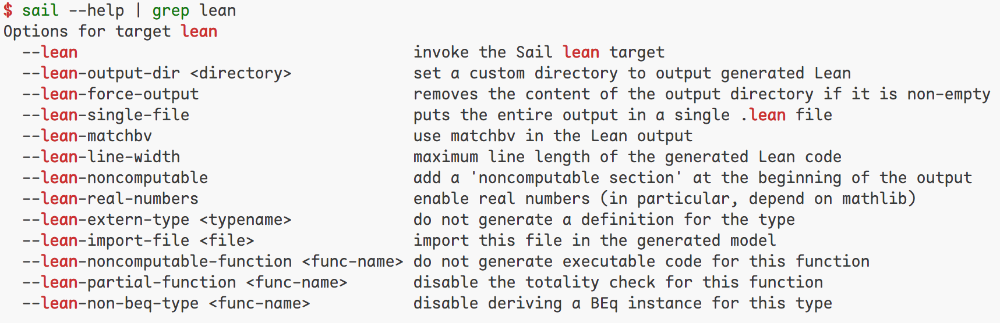 $ sail --help | grep lean
Options for target lean
  --lean                                  invoke the Sail lean target
  --lean-output-dir <directory>           set a custom directory to output generated Lean
  --lean-force-output                     removes the content of the output directory if it is non-empty
  --lean-single-file                      puts the entire output in a single .lean file
  --lean-matchbv                          use matchbv in the Lean output
  --lean-line-width                       maximum line length of the generated Lean code
  --lean-noncomputable                    add a 'noncomputable section' at the beginning of the output
  --lean-real-numbers                     enable real numbers (in particular, depend on mathlib)
  --lean-extern-type <typename>           do not generate a definition for the type
  --lean-import-file <file>               import this file in the generated model
  --lean-noncomputable-function <func-name> do not generate executable code for this function
  --lean-partial-function <func-name>     disable the totality check for this function
  --lean-non-beq-type <func-name>         disable deriving a BEq instance for this type